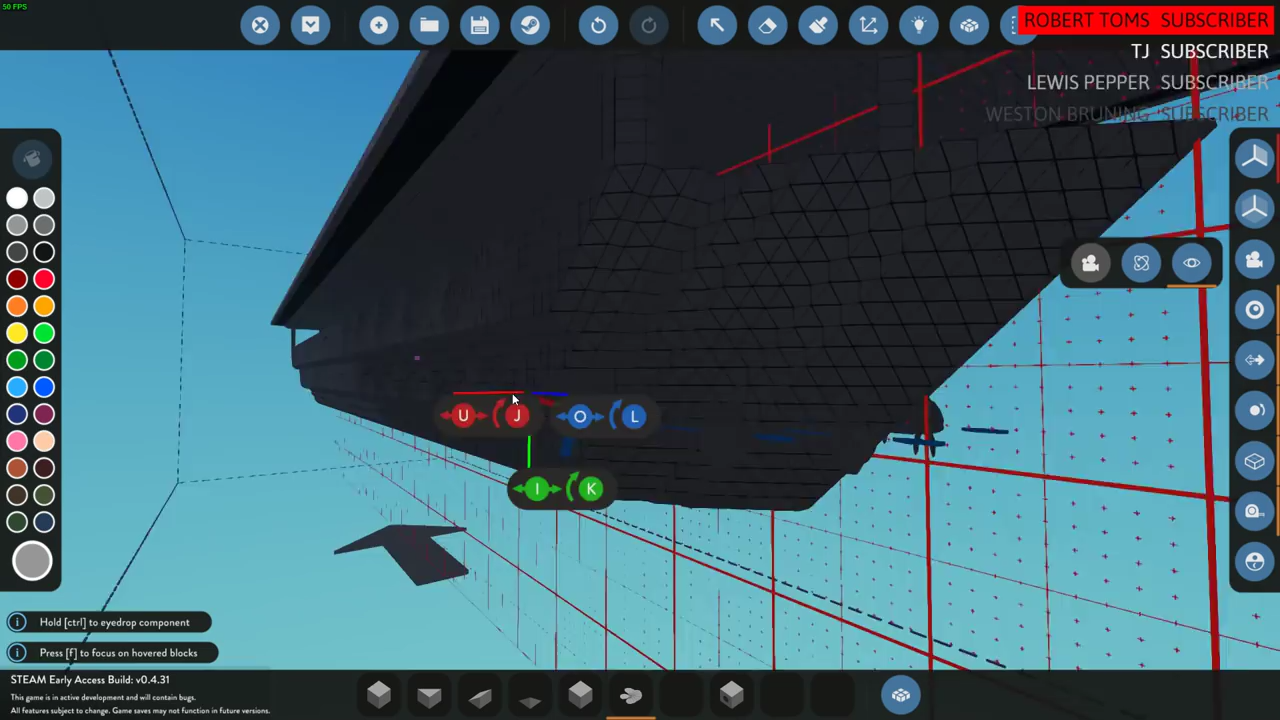 50 FPS
ROBERT TOMS SUBSCRIBER
TJ SUBSCRIBER
LEWIS PEPPER SUBSCRIBER
WESTON BRUNING SUBSCRIBER
U J O L
I K
Hold [ctrl] to eyedrop component
Press [f] to focus on hovered blocks
STEAM Early Access Build: v0.4.31
This game is in active development and will contain bugs.
All features subject to change. Game saves may not function in future versions.